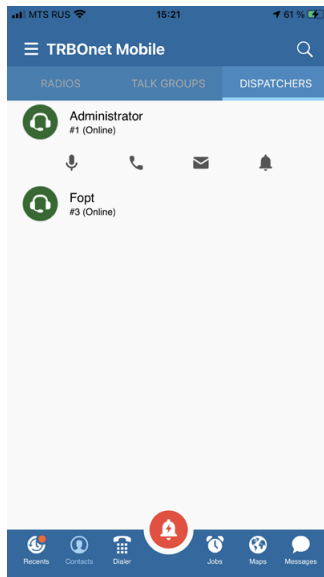 MTS RUS 15:21 61 %
TRBOnet Mobile
RADIOS TALK GROUPS DISPATCHERS
Administrator
#1 (Online)
Fopt
#3 (Online)
Recents Contacts Dialer Jobs Maps Messages